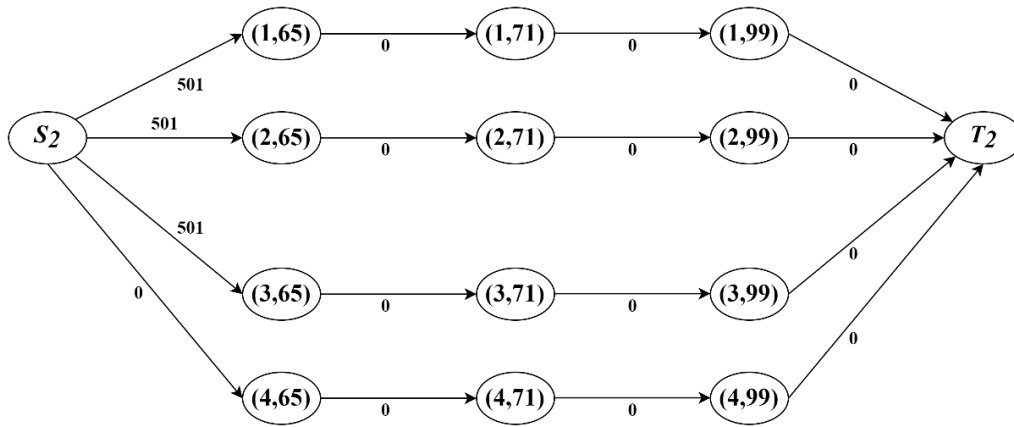 (1,65) 0 (1,71) 0 (1,99)
501 0
S2 501 (2,65) 0 (2,71) 0 (2,99) 0 T2
501 0
0 (3,65) 0 (3,71) 0 (3,99)
0
(4,65) 0 (4,71) 0 (4,99)